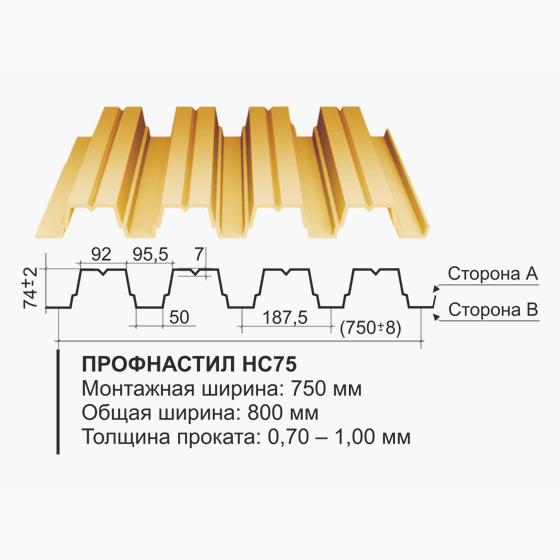 92 95,5 7
74±2
Сторона А
Сторона В
50 187,5 (750±8)
ПРОФНАСТИЛ НС75
Монтажная ширина: 750 мм
Общая ширина: 800 мм
Толщина проката: 0,70 – 1,00 мм